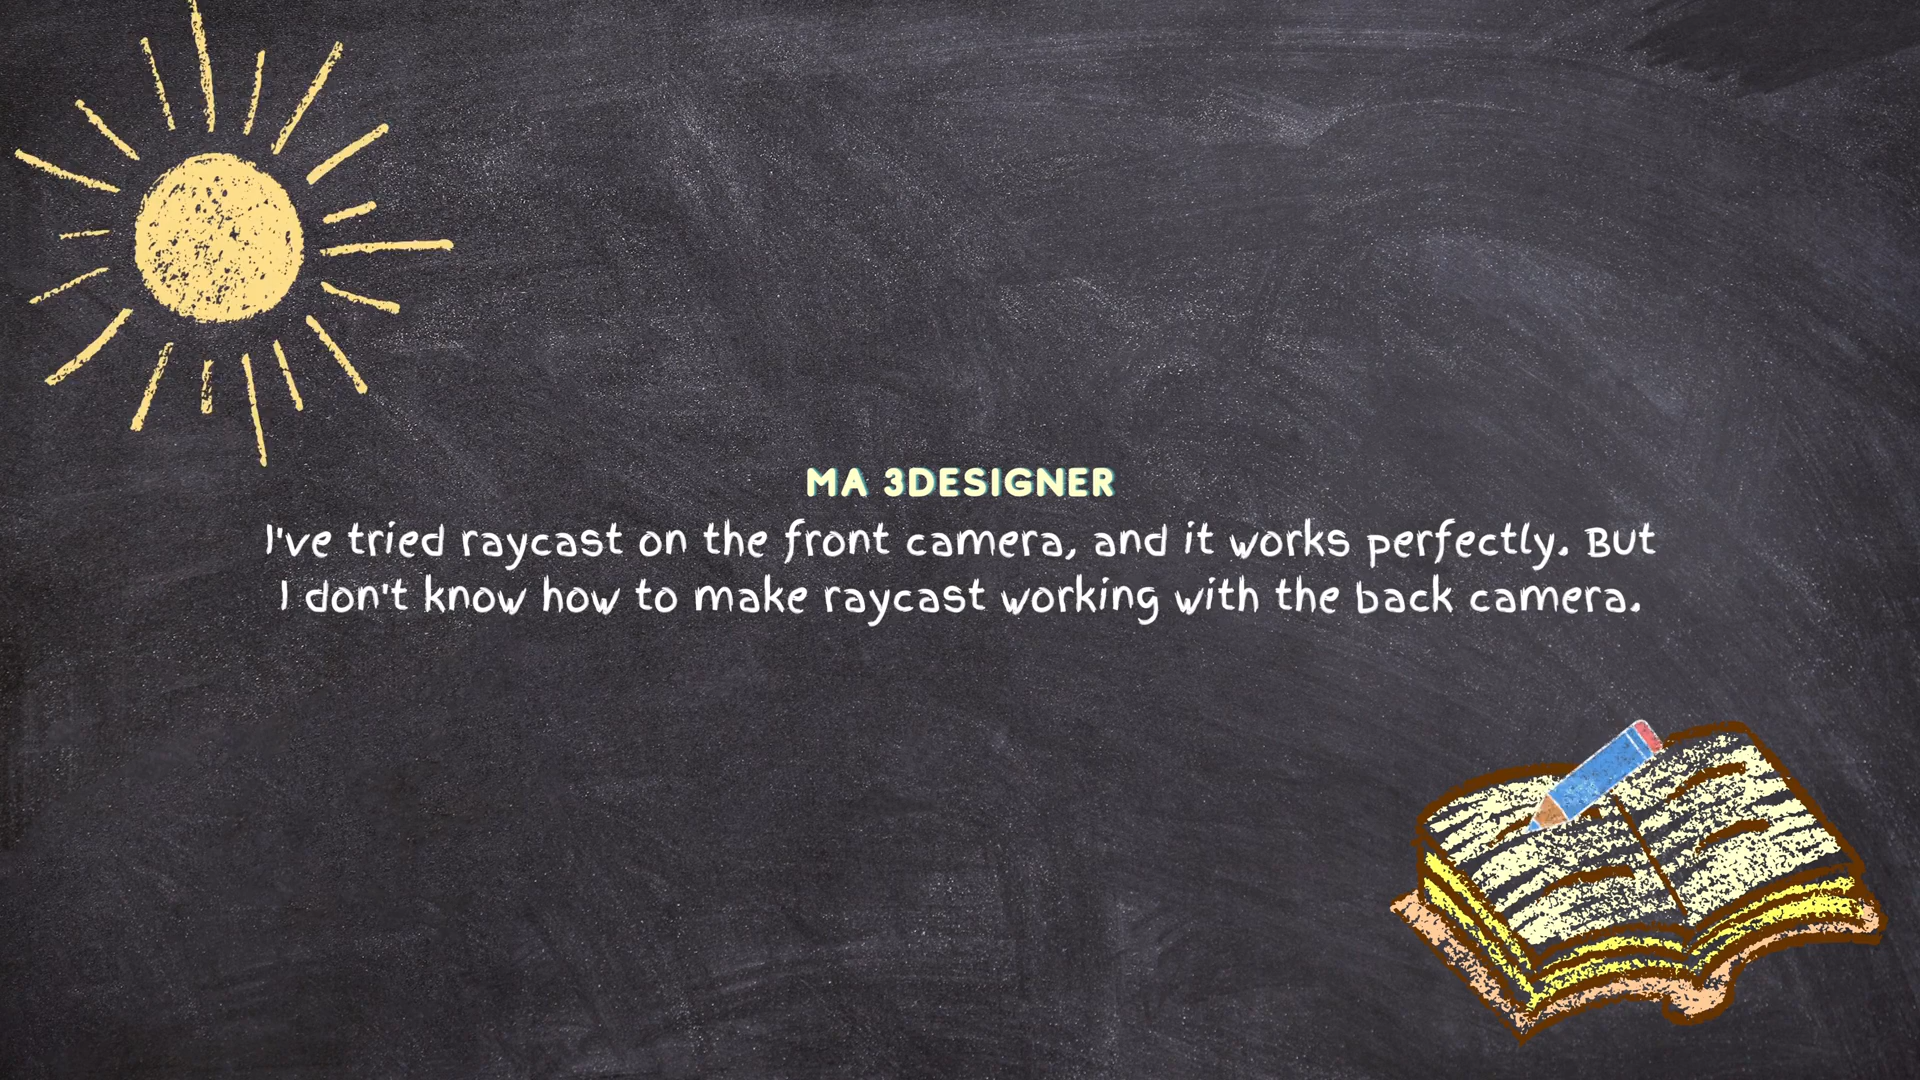 MA 3DESIGNER
I've tried raycast on the front camera, and it works perfectly. But
I don't know how to make raycast working with the back camera.